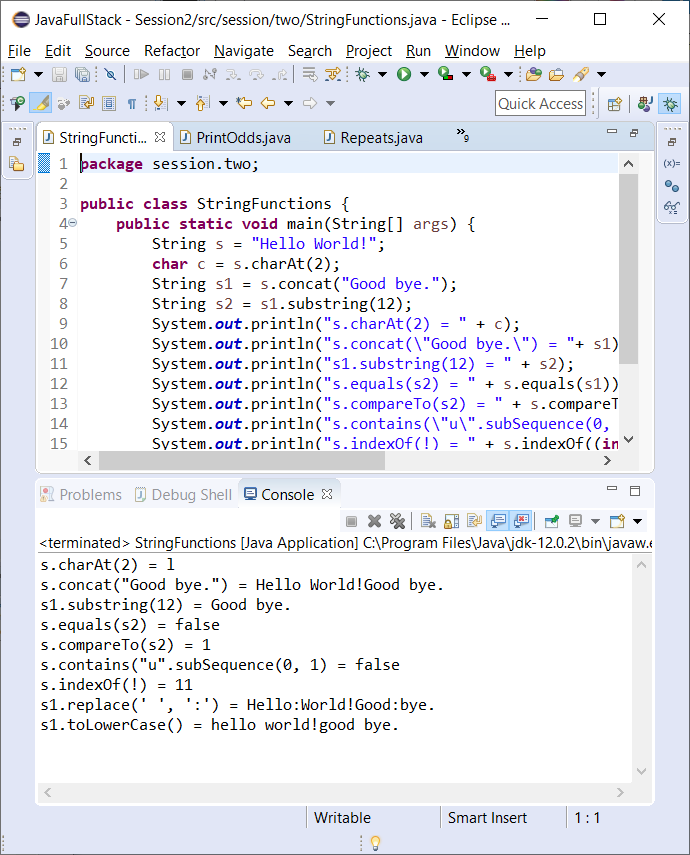 JavaFullStack - Session2/src/session/two/StringFunctions.java - Eclipse ...
File Edit Source Refactor Navigate Search Project Run Window Help
Quick Access
StringFuncti... PrintOdds.java Repeats.java »9
1 package session.two;
2
3 public class StringFunctions {
4 public static void main(String[] args) {
5 String s = "Hello World!";
6 char c = s.charAt(2);
7 String s1 = s.concat("Good bye.");
8 String s2 = s1.substring(12);
9 System.out.println("s.charAt(2) = " + c);
10 System.out.println("s.concat(\"Good bye.\") = "+ s1)
11 System.out.println("s1.substring(12) = " + s2);
12 System.out.println("s.equals(s2) = " + s.equals(s1))
13 System.out.println("s.compareTo(s2) = " + s.compareT
14 System.out.println("s.contains(\"u\".subSequence(0,
15 System.out.println("s.indexOf(!) = " + s.indexOf((in
Problems Debug Shell Console
<terminated> StringFunctions [Java Application] C:\Program Files\Java\jdk-12.0.2\bin\javaw.e
s.charAt(2) = l
s.concat("Good bye.") = Hello World!Good bye.
s1.substring(12) = Good bye.
s.equals(s2) = false
s.compareTo(s2) = 1
s.contains("u".subSequence(0, 1) = false
s.indexOf(!) = 11
s1.replace(' ', ':') = Hello:World!Good:bye.
s1.toLowerCase() = hello world!good bye.
Writable Smart Insert 1 : 1